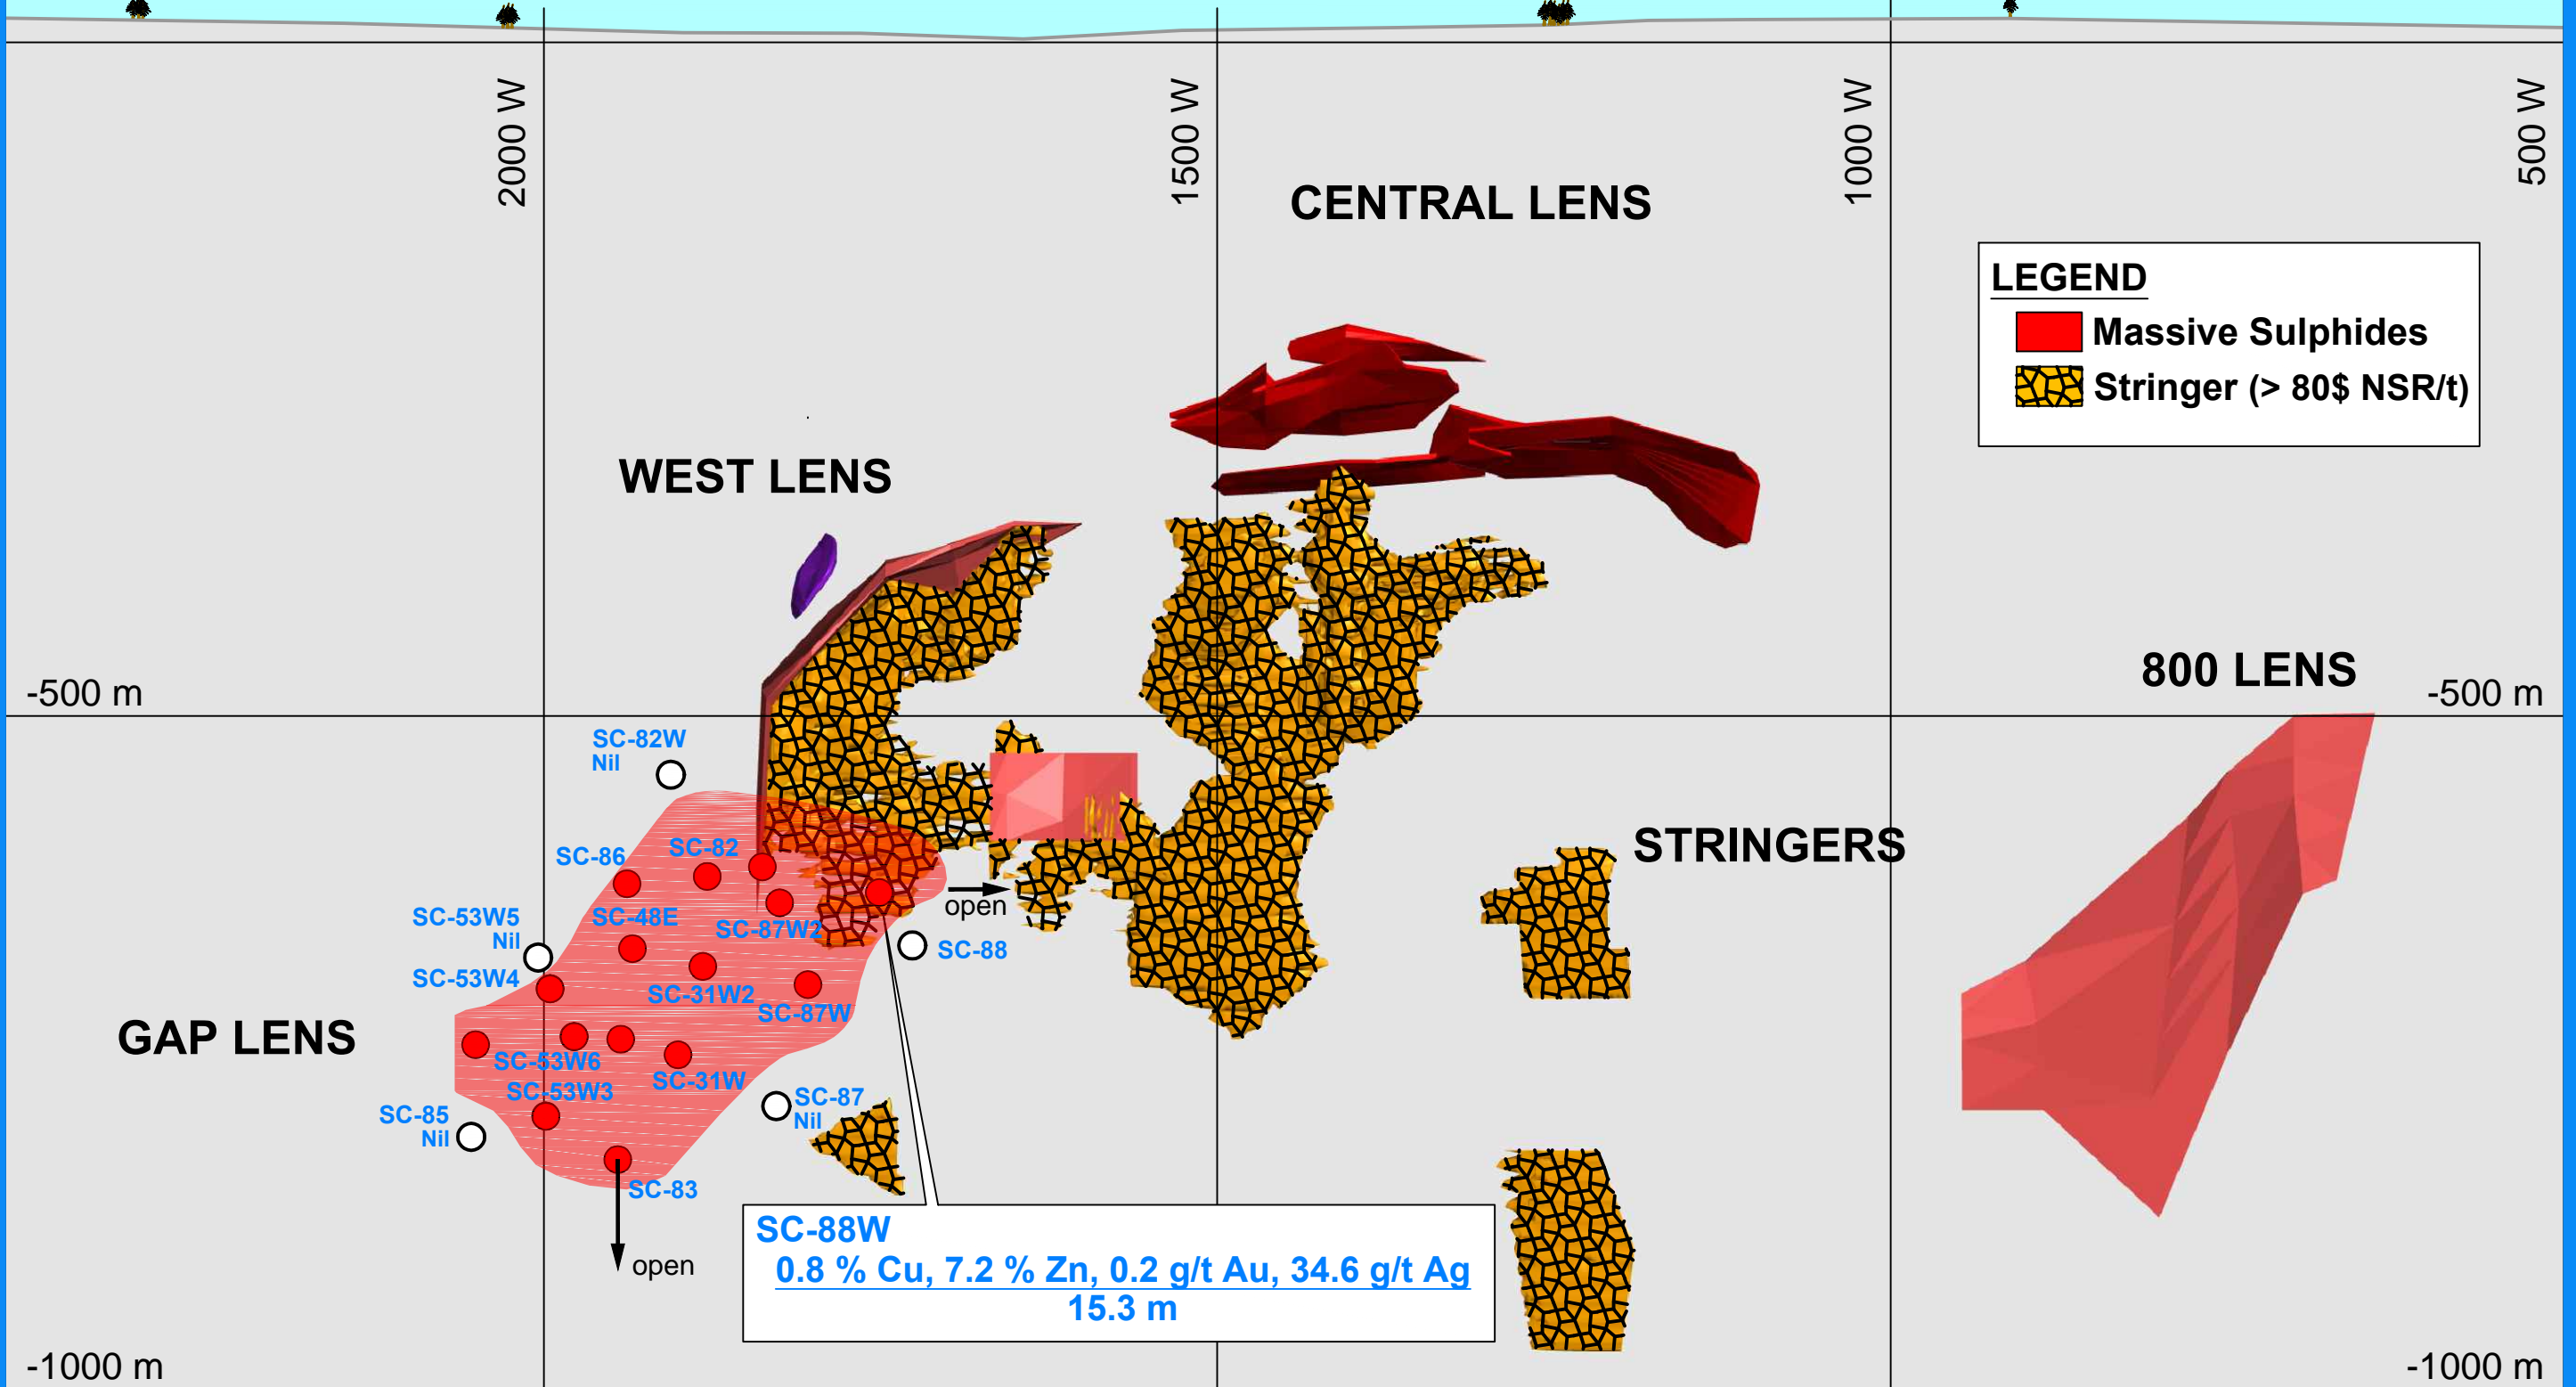 2000 W
1500 W
1000 W
500 W
CENTRAL LENS
LEGEND
Massive Sulphides
Stringer (> 80$ NSR/t)
WEST LENS
800 LENS
-500 m
-500 m
SC-82W
Nil
STRINGERS
SC-82
SC-86
open
SC-53W5
Nil
SC-48E
SC-87W2
SC-88
SC-53W4
SC-31W2
SC-87W
GAP LENS
SC-53W6
SC-31W
SC-53W3
SC-87
Nil
SC-85
Nil
SC-83
open
SC-88W
0.8 % Cu, 7.2 % Zn, 0.2 g/t Au, 34.6 g/t Ag
15.3 m
-1000 m
-1000 m